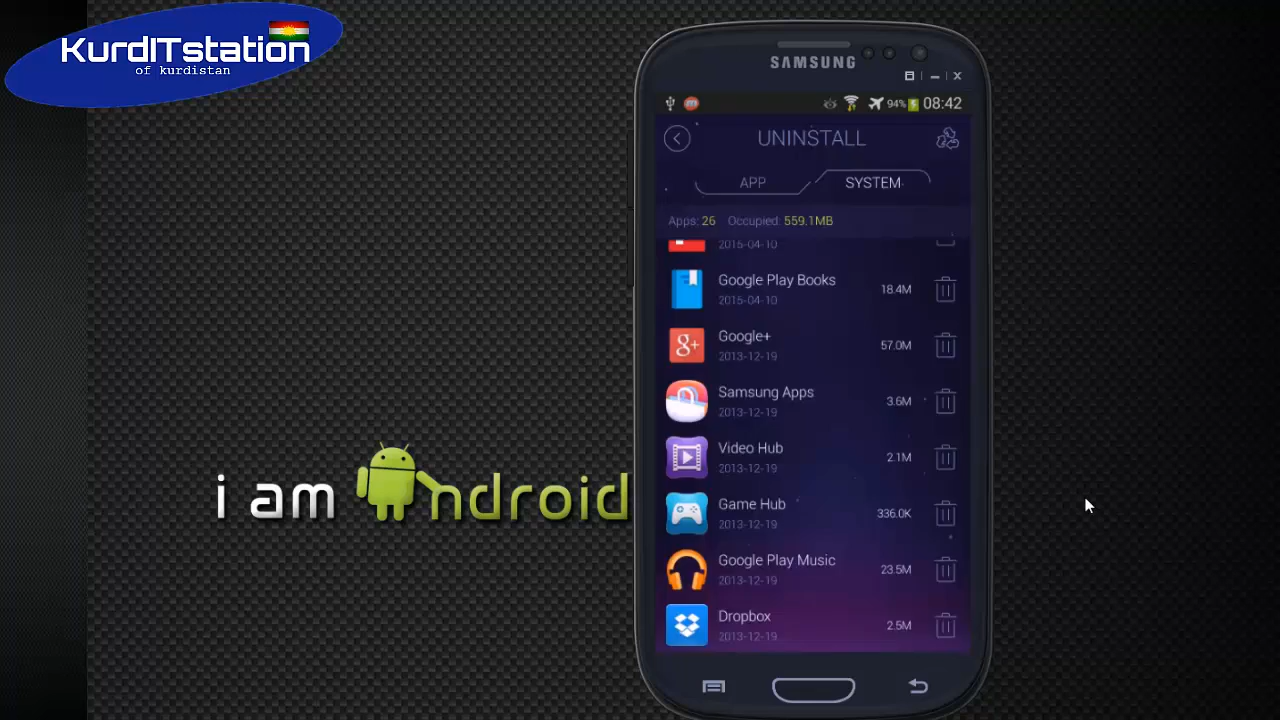 KurdITstation
of kurdistan
SAMSUNG
94% 08:42
UNINSTALL
APP SYSTEM
Apps: 26 Occupied: 559.1MB
2015-04-10
Google Play Books
18.4M
2015-04-10
Google+
57.0M
2013-12-19
Samsung Apps
3.6M
2013-12-19
Video Hub
2.1M
2013-12-19
Game Hub
336.0K
2013-12-19
Google Play Music
23.5M
2013-12-19
Dropbox
2.5M
2013-12-19
i am android